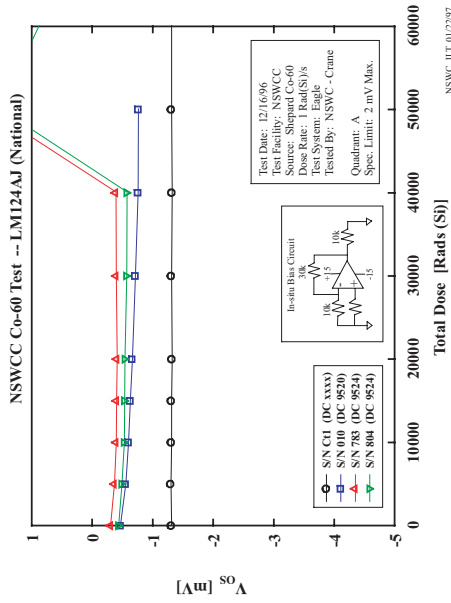 NSWCC Co-60 Test -- LM124AJ (National)
1
0
-1
-2
-3
-4
-5
V_OS [mV]
0
10000
20000
30000
40000
50000
60000
Total Dose [Rads (Si)]
S/N Ct1 (DC xxxx)
S/N 010 (DC 9520)
S/N 783 (DC 9524)
S/N 804 (DC 9524)
In-situ Bias Circuit
30k
+15
10k
-
+
-15
10k
Test Date: 12/16/96
Test Facility: NSWCC
Source: Shepard Co-60
Dose Rate: 1 Rad(Si)/s
Test System: Eagle
Tested By: NSWC - Crane
Quadrant: A
Spec. Limit: 2 mV Max.
NSWC_ILT_01/22/97